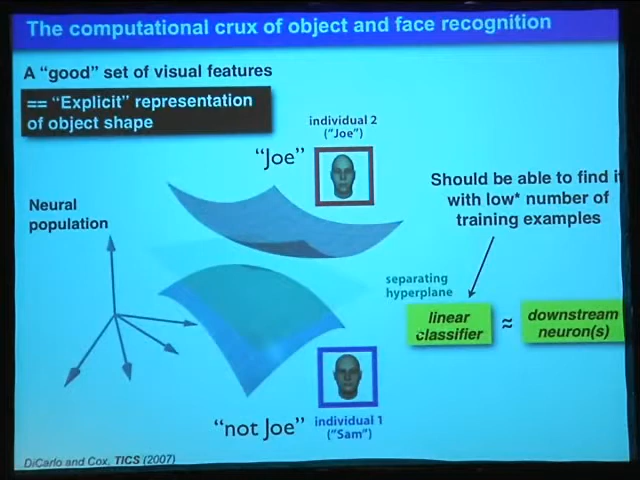 The computational crux of object and face recognition
A “good” set of visual features
== “Explicit” representation
of object shape
individual 2
("Joe")
“Joe”
Should be able to find it
with low* number of
training examples
Neural
population
separating
hyperplane
linear
classifier
≈
downstream
neuron(s)
“not Joe”
individual 1
("Sam")
DiCarlo and Cox, TICS (2007)